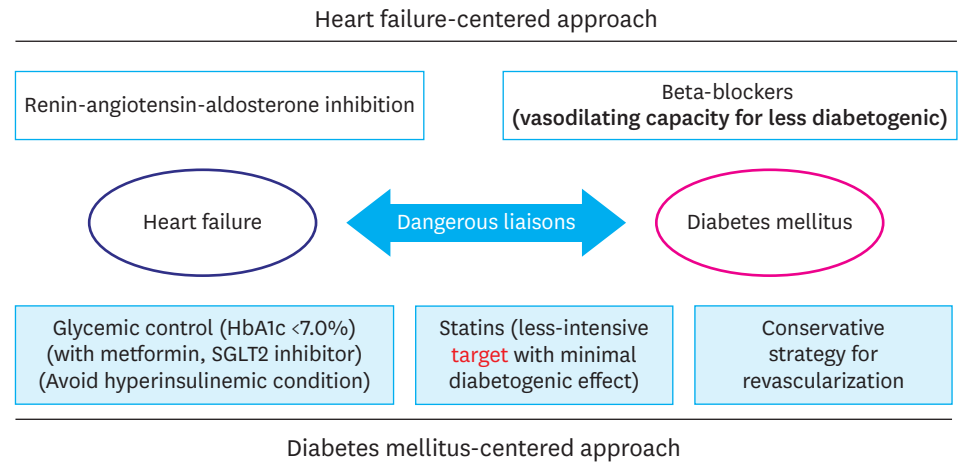 Heart failure-centered approach
Renin-angiotensin-aldosterone inhibition
Beta-blockers
(vasodilating capacity for less diabetogenic)
Heart failure
Dangerous liaisons
Diabetes mellitus
Glycemic control (HbA1c <7.0%)
(with metformin, SGLT2 inhibitor)
(Avoid hyperinsulinemic condition)
Statins (less-intensive
target with minimal
diabetogenic effect)
Conservative
strategy for
revascularization
Diabetes mellitus-centered approach